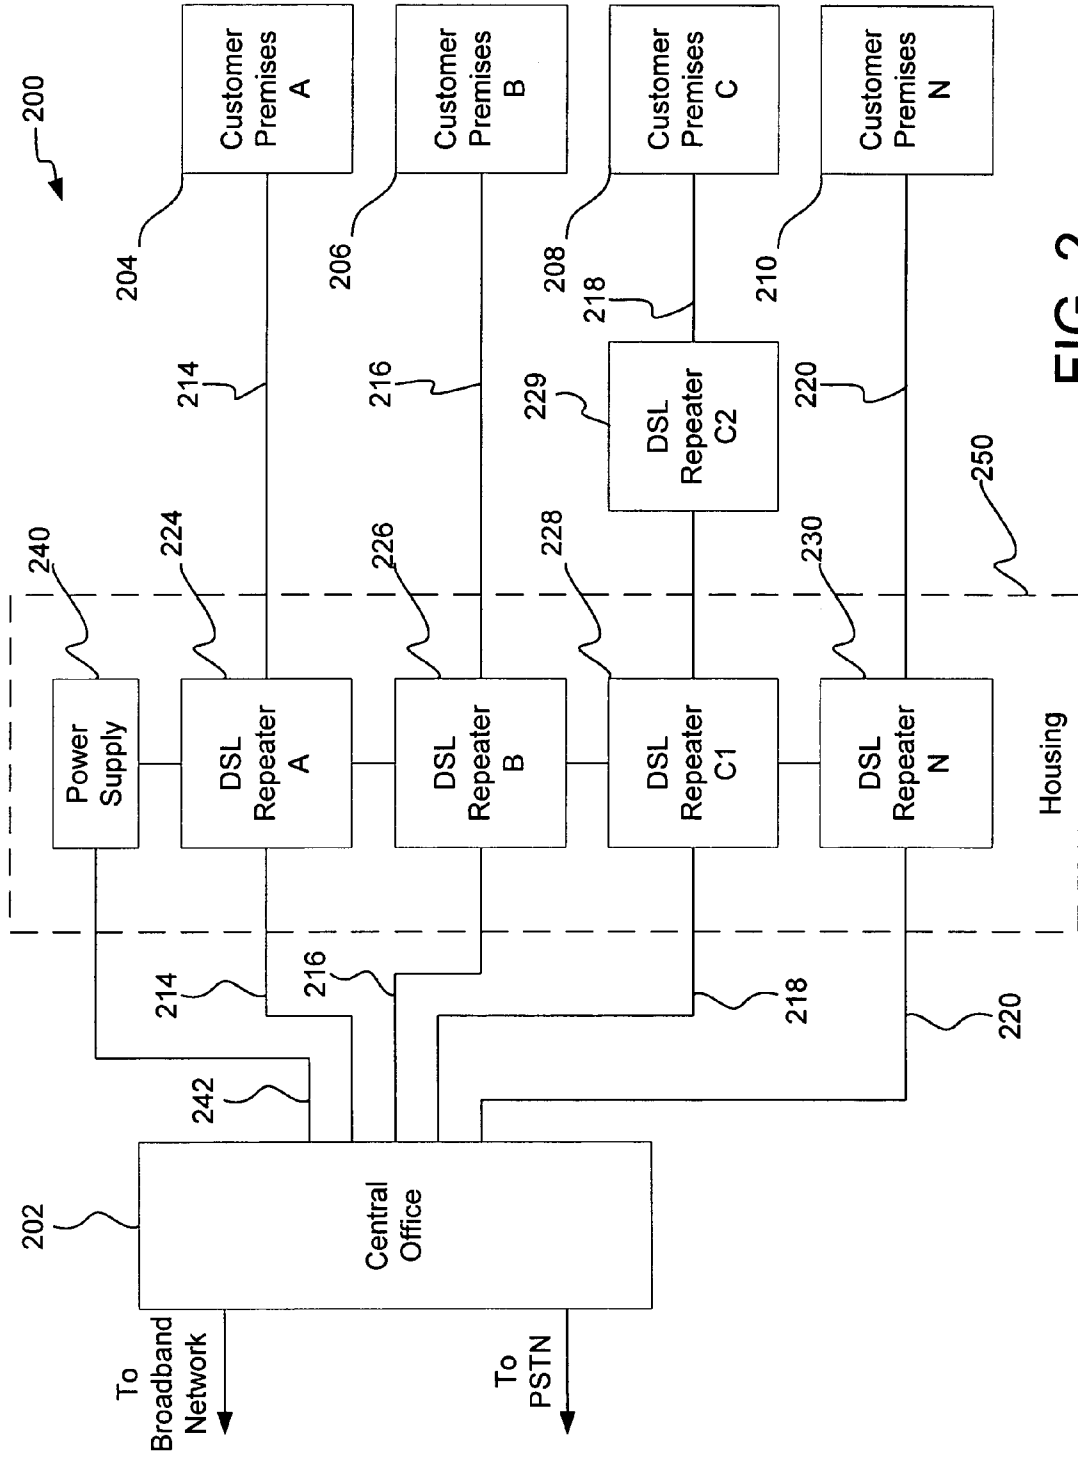 200
240
224
226
228
230
250
202
242
214
216
218
220
Power
Supply
DSL
Repeater
A
DSL
Repeater
B
DSL
Repeater
C1
DSL
Repeater
N
Housing
214
216
229
DSL
Repeater
C2
218
220
204
206
208
210
Customer
Premises
A
Customer
Premises
B
Customer
Premises
C
Customer
Premises
N
Central
Office
To
Broadband
Network
To
PSTN
FIG. 2